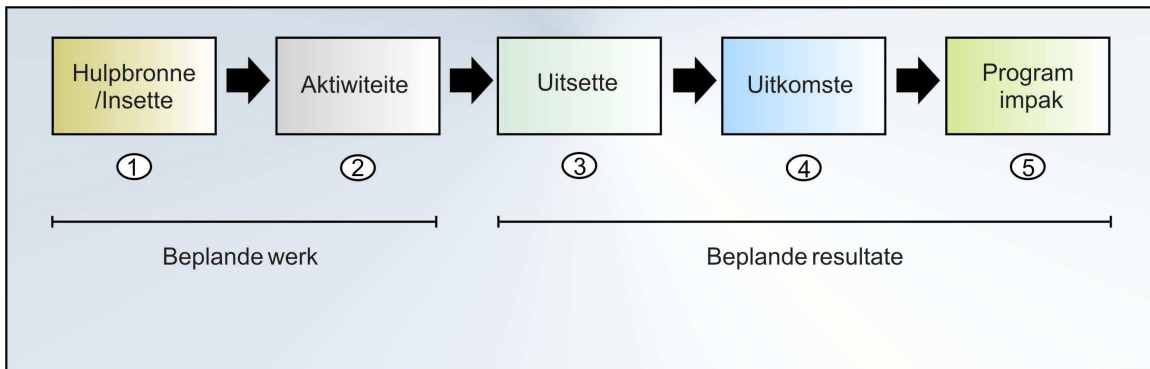 Hulpbronne
/Insette
Aktiwiteite
Uitsette
Uitkomste
Program
impak
1
2
3
4
5
Beplande werk
Beplande resultate